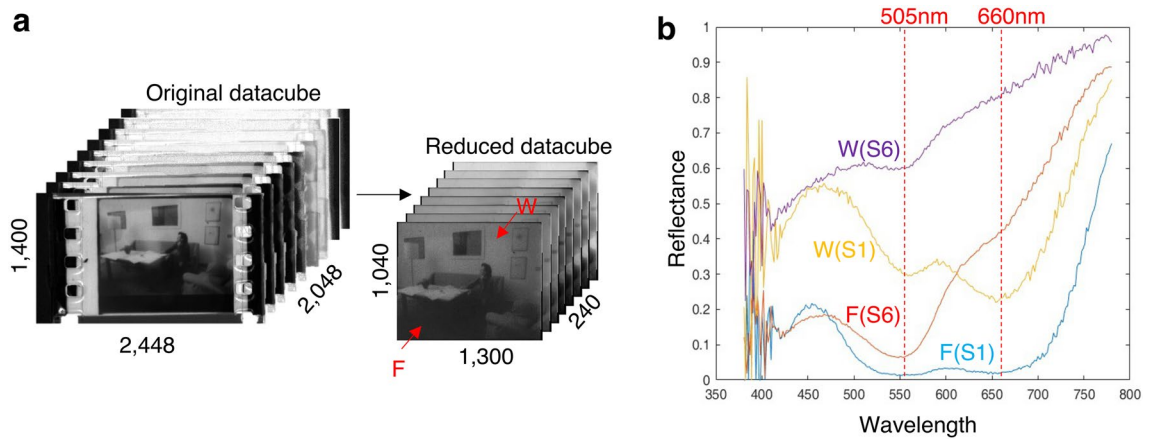 a
Original datacube
1,400
2,448
2,048
Reduced datacube
W
F
1,040
1,300
240
b
505nm 660nm
Reflectance
1
0.9
0.8
0.7
0.6
0.5
0.4
0.3
0.2
0.1
0
W(S6)
W(S1)
F(S6)
F(S1)
350 400 450 500 550 600 650 700 750 800
Wavelength